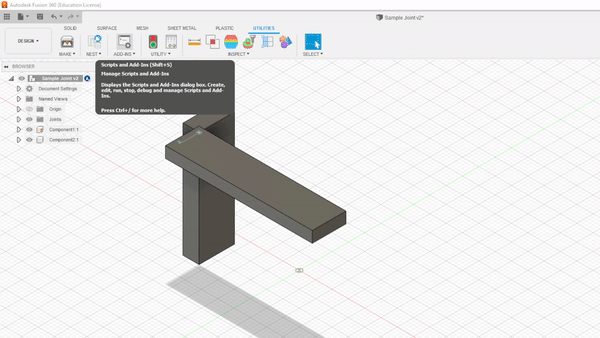 Autodesk Fusion 360 (Education License)
Sample Joint v2*
SOLID SURFACE MESH SHEET METAL PLASTIC UTILITIES
DESIGN
MAKE NEST ADD-INS UTILITY INSPECT SELECT
BROWSER
Sample Joint v2
Document Settings
Named Views
Origin
Joints
Component1:1
Component2:1
Scripts and Add-Ins (Shift+S)
Manage Scripts and Add-Ins
Displays the Scripts and Add-Ins dialog box. Create,
edit, run, stop, debug and manage Scripts and Add-
Ins.
Press Ctrl+/ for more help.